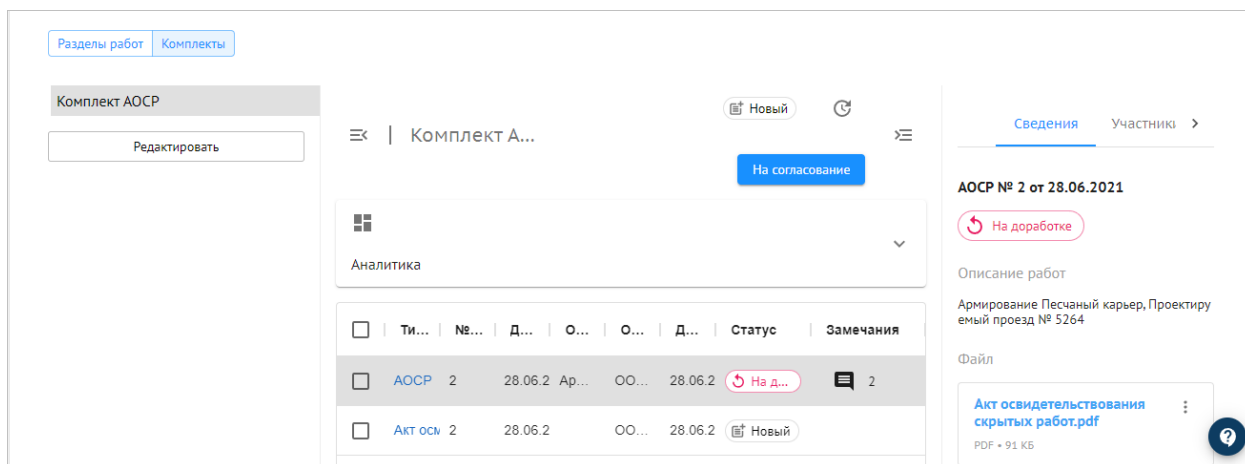 Разделы работ Комплекты
Комплект АОСР
Редактировать
Новый
Комплект А...
На согласование
Аналитика
Ти... №... Д... О... О... Д... Статус Замечания
АОСР 2 28.06.2 Ар... ОО... 28.06.2 На д... 2
Акт осм 2 28.06.2 ОО... 28.06.2 Новый
Сведения Участники
АОСР № 2 от 28.06.2021
На доработке
Описание работ
Армирование Песчаный карьер, Проектиру
емый проезд № 5264
Файл
Акт освидетельствования
скрытых работ.pdf
PDF • 91 КБ